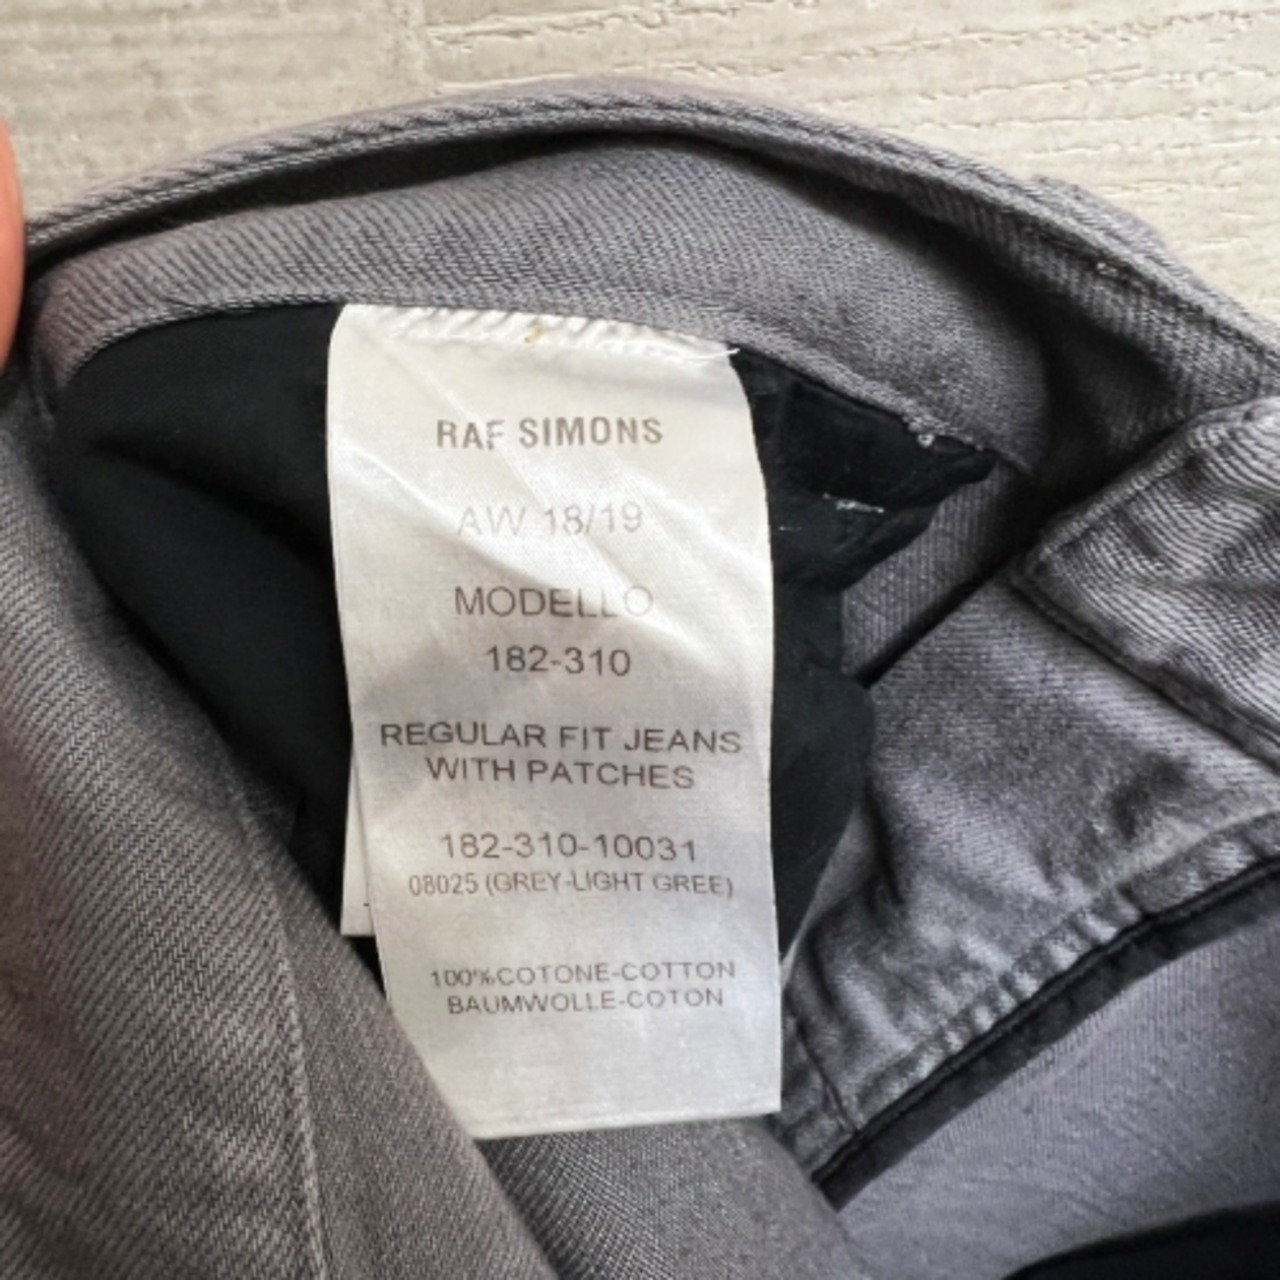 RAF SIMONS
AW 18/19
MODELLO
182-310
REGULAR FIT JEANS
WITH PATCHES
182-310-10031
08025 (GREY-LIGHT GREE)
100%COTONE-COTTON
BAUMWOLLE-COTON